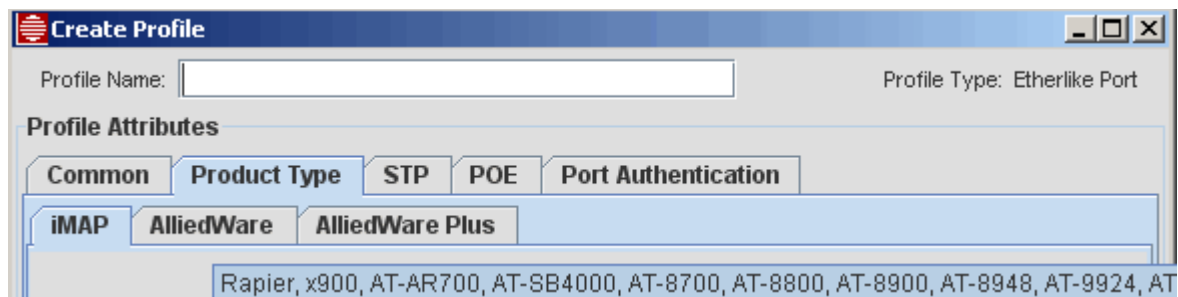 Create Profile
Profile Name: Profile Type: Etherlike Port
Profile Attributes
Common Product Type STP POE Port Authentication
iMAP AlliedWare AlliedWare Plus
Rapier, x900, AT-AR700, AT-SB4000, AT-8700, AT-8800, AT-8900, AT-8948, AT-9924, AT